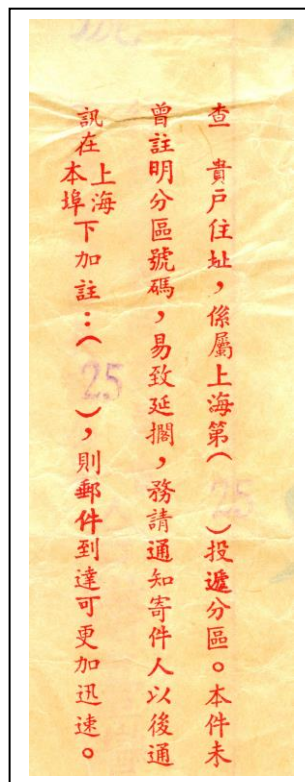 查　貴戶住址，係屬上海第（25）投遞分區。本件未
曾註明分區號碼，易致延擱，務請通知寄件人以後通
訊在上海本埠下加註：（25），則郵件到達可更加迅速。